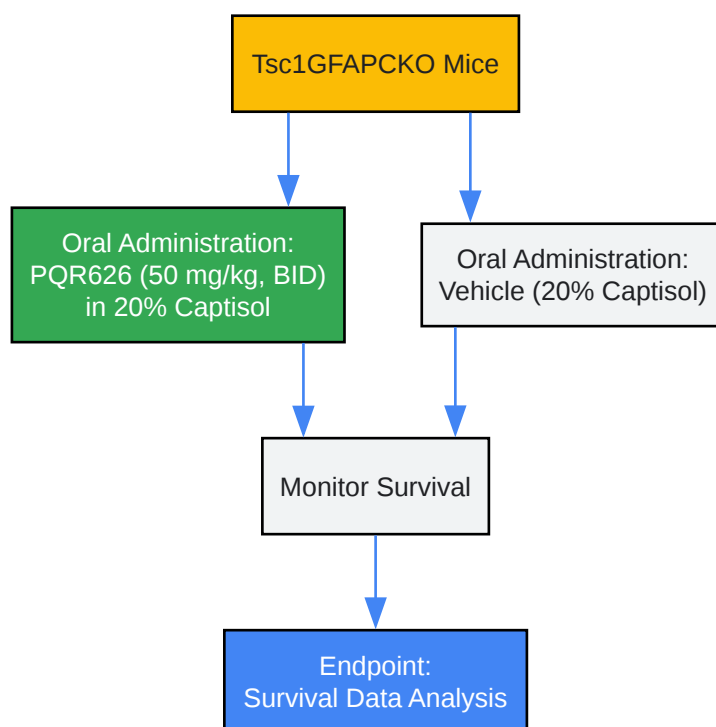 Tsc1GFAPCKO Mice
Oral Administration:
PQR626 (50 mg/kg, BID)
in 20% Captisol
Oral Administration:
Vehicle (20% Captisol)
Monitor Survival
Endpoint:
Survival Data Analysis